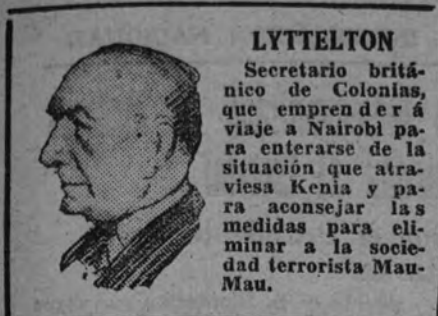 LYTTELTON
Secretario britá-
nico de Colonias,
que emprender á
viaje a Nairobi pa-
ra enterarse de la
situación que atra-
viesa Kenia y pa-
ra aconsejar las
medidas para eli-
minar a la socie-
dad terrorista Mau-
Mau.